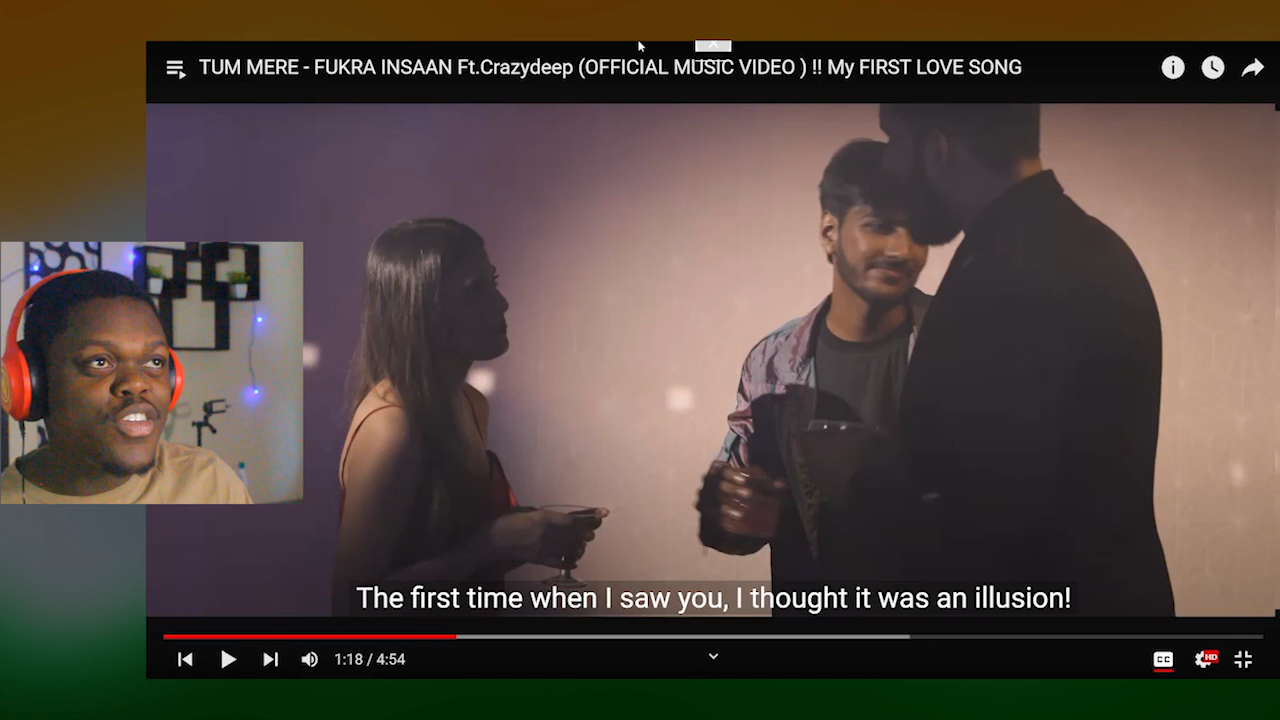 TUM MERE - FUKRA INSAAN Ft.Crazydeep (OFFICIAL MUSIC VIDEO ) !! My FIRST LOVE SONG
The first time when I saw you, I thought it was an illusion!
1:18 / 4:54
CC
HD